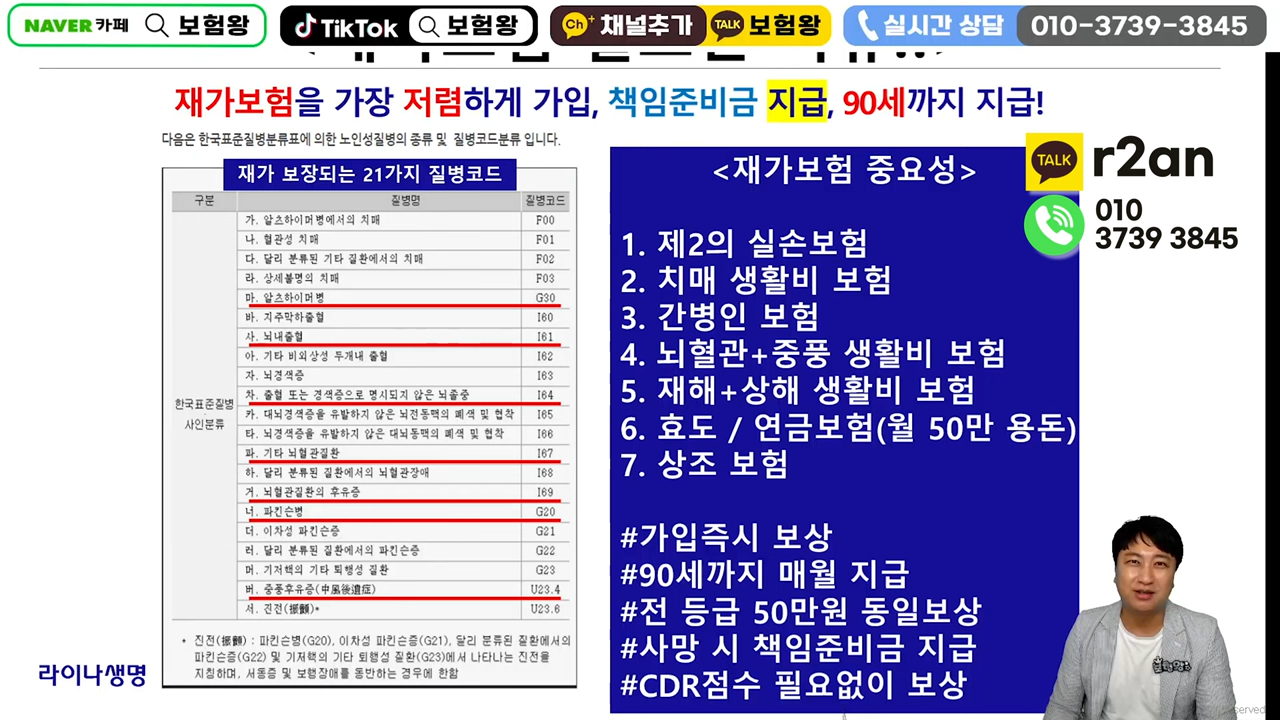 NAVER 카페 보험왕
TikTok 보험왕
Ch+ 채널추가 TALK 보험왕
실시간 상담 010-3739-3845
재가보험을 가장 저렴하게 가입, 책임준비금 지급, 90세까지 지급!
다음은 한국표준질병분류표에 의한 노인성질병의 종류 및 질병코드분류 입니다.
재가 보장되는 21가지 질병코드
구분 질병명 질병코드
한국표준질병
사인분류
가. 알츠하이머병에서의 치매 F00
나. 혈관성 치매 F01
다. 달리 분류된 기타 질환에서의 치매 F02
라. 상세불명의 치매 F03
마. 알츠하이머병 G30
바. 지주막하출혈 I60
사. 뇌내출혈 I61
아. 기타 비외상성 두개내 출혈 I62
자. 뇌경색증 I63
차. 출혈 또는 경색증으로 명시되지 않은 뇌졸중 I64
카. 대뇌경색증을 유발하지 않은 뇌전동맥의 폐색 및 협착 I65
타. 뇌경색증을 유발하지 않은 대뇌동맥의 폐색 및 협착 I66
파. 기타 뇌혈관질환 I67
하. 달리 분류된 질환에서의 뇌혈관장애 I68
거. 뇌혈관질환의 후유증 I69
너. 파킨슨병 G20
더. 이차성 파킨슨증 G21
러. 달리 분류된 질환에서의 파킨슨증 G22
머. 기저핵의 기타 퇴행성 질환 G23
버. 중풍후유증(中風後遺症) U23.4
서. 진전(振顫)* U23.6
* 진전(振顫) : 파킨슨병(G20), 이차성 파킨슨증(G21), 달리 분류된 질환에서의
파킨슨증(G22) 및 기저핵의 기타 퇴행성 질환(G23)에서 나타나는 진전을
지칭하며, 서동증 및 보행장애를 동반하는 경우에 한함
라이나생명
<재가보험 중요성>
1. 제2의 실손보험
2. 치매 생활비 보험
3. 간병인 보험
4. 뇌혈관+중풍 생활비 보험
5. 재해+상해 생활비 보험
6. 효도 / 연금보험(월 50만 용돈)
7. 상조 보험
#가입즉시 보상
#90세까지 매월 지급
#전 등급 50만원 동일보상
#사망 시 책임준비금 지급
#CDR점수 필요없이 보상
TALK r2an
010
3739 3845